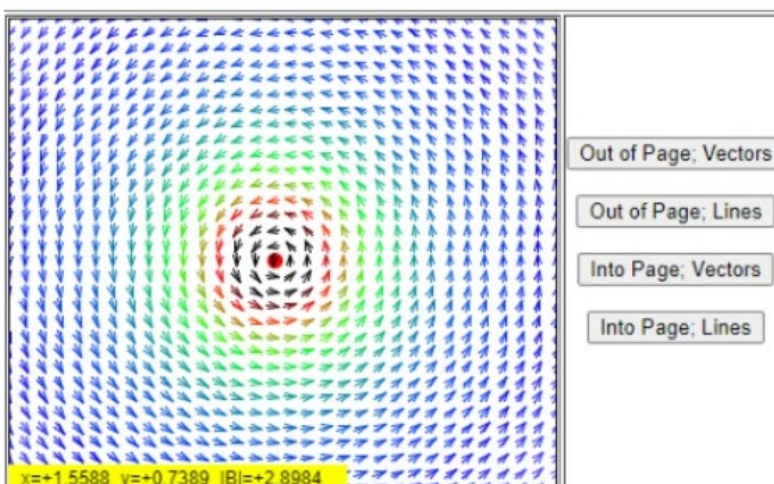 Out of Page; Vectors
Out of Page; Lines
Into Page; Vectors
Into Page; Lines
x=+1.5588 y=+0.7389 |B|=+2.8984